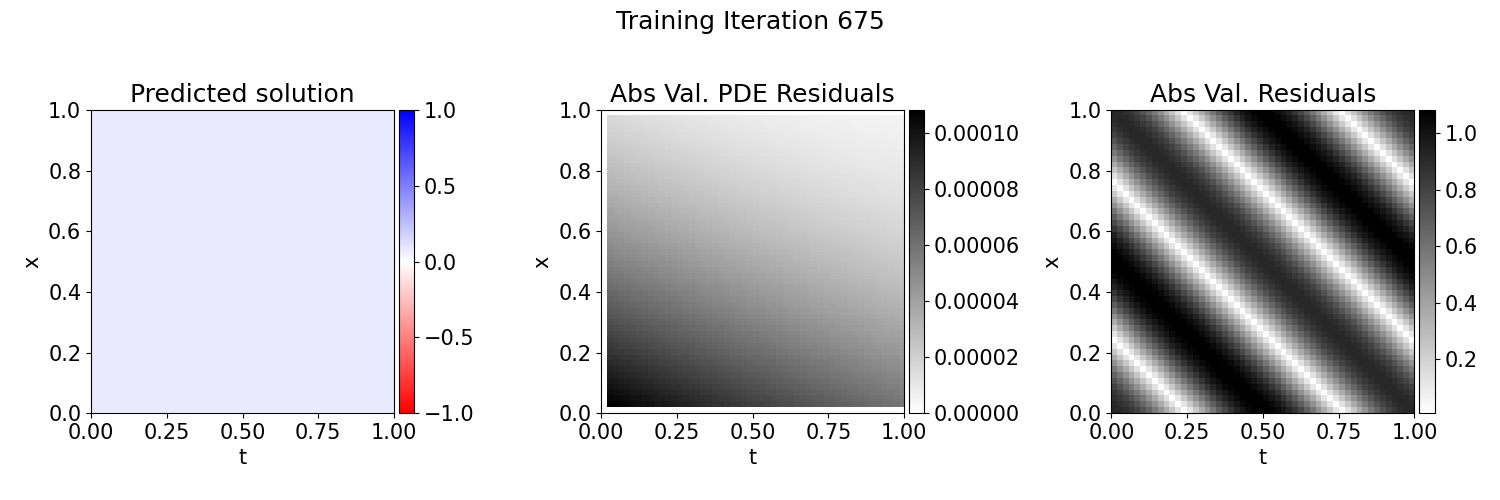 Training Iteration 675
Predicted solution
1.0
0.8
0.6
0.4
0.2
0.0
x
0.00 0.25 0.50 0.75 1.00
t
1.0
0.5
0.0
−0.5
−1.0
Abs Val. PDE Residuals
1.0
0.8
0.6
0.4
0.2
0.0
x
0.00 0.25 0.50 0.75 1.00
t
0.00010
0.00008
0.00006
0.00004
0.00002
0.00000
Abs Val. Residuals
1.0
0.8
0.6
0.4
0.2
0.0
x
0.00 0.25 0.50 0.75 1.00
t
1.0
0.8
0.6
0.4
0.2